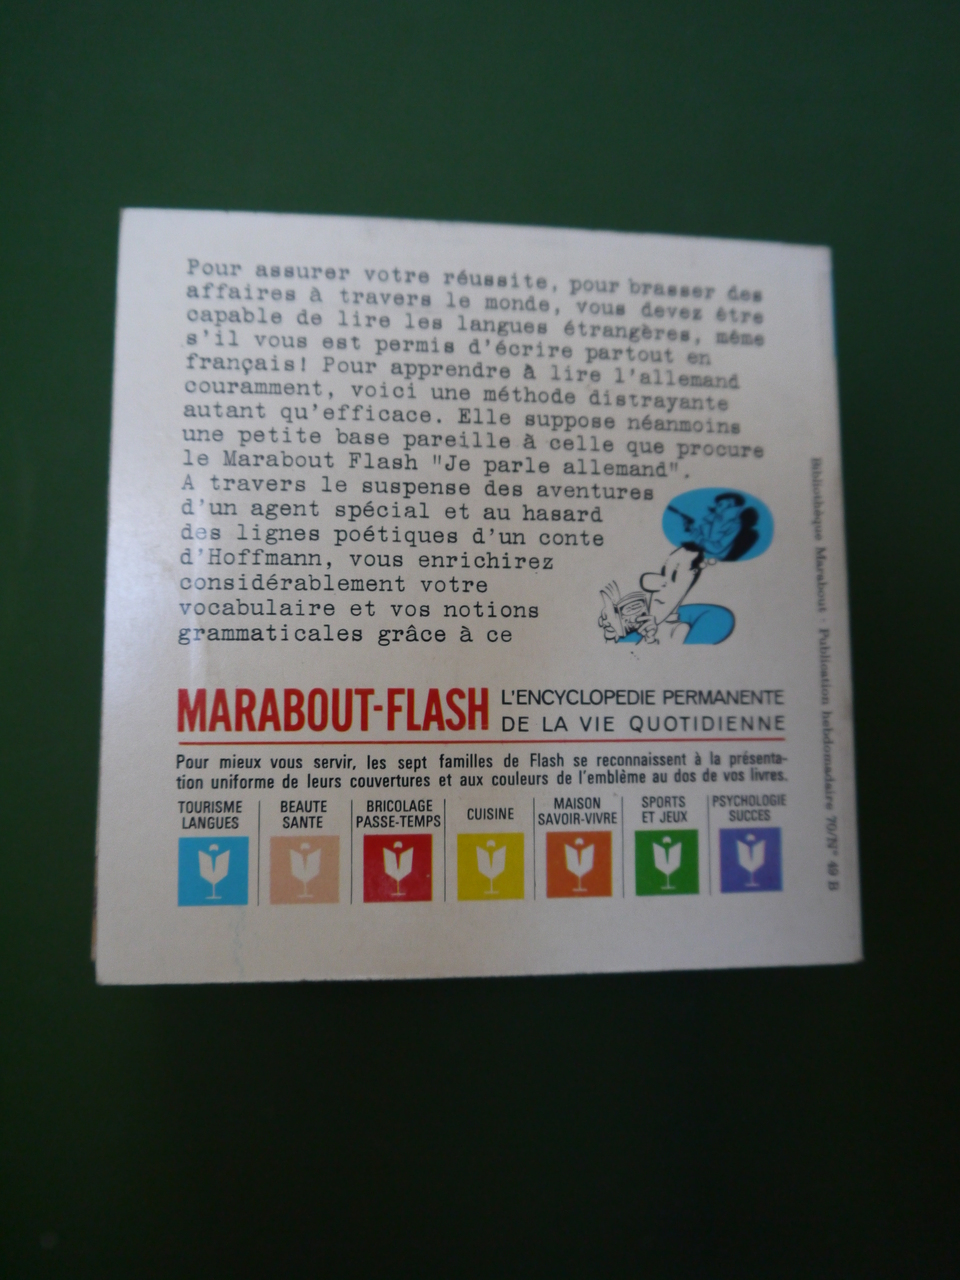 Pour assurer votre réussite, pour brasser des
affaires à travers le monde, vous devez être
capable de lire les langues étrangères, même
s'il vous est permis d'écrire partout en
français! Pour apprendre à lire l'allemand
couramment, voici une méthode distrayante
autant qu'efficace. Elle suppose néanmoins
une petite base pareille à celle que procure
le Marabout Flash "Je parle allemand".
A travers le suspense des aventures
d'un agent spécial et au hasard
des lignes poétiques d'un conte
d'Hoffmann, vous enrichirez
considérablement votre
vocabulaire et vos notions
grammaticales grâce à ce
MARABOUT-FLASH
L'ENCYCLOPEDIE PERMANENTE
DE LA VIE QUOTIDIENNE
Pour mieux vous servir, les sept familles de Flash se reconnaissent à la présenta-
tion uniforme de leurs couvertures et aux couleurs de l'emblème au dos de vos livres.
TOURISME
LANGUES
BEAUTE
SANTE
BRICOLAGE
PASSE-TEMPS
CUISINE
MAISON
SAVOIR-VIVRE
SPORTS
ET JEUX
PSYCHOLOGIE
SUCCES
Bibliothèque Marabout · Publication hebdomadaire 70/N° 49 B